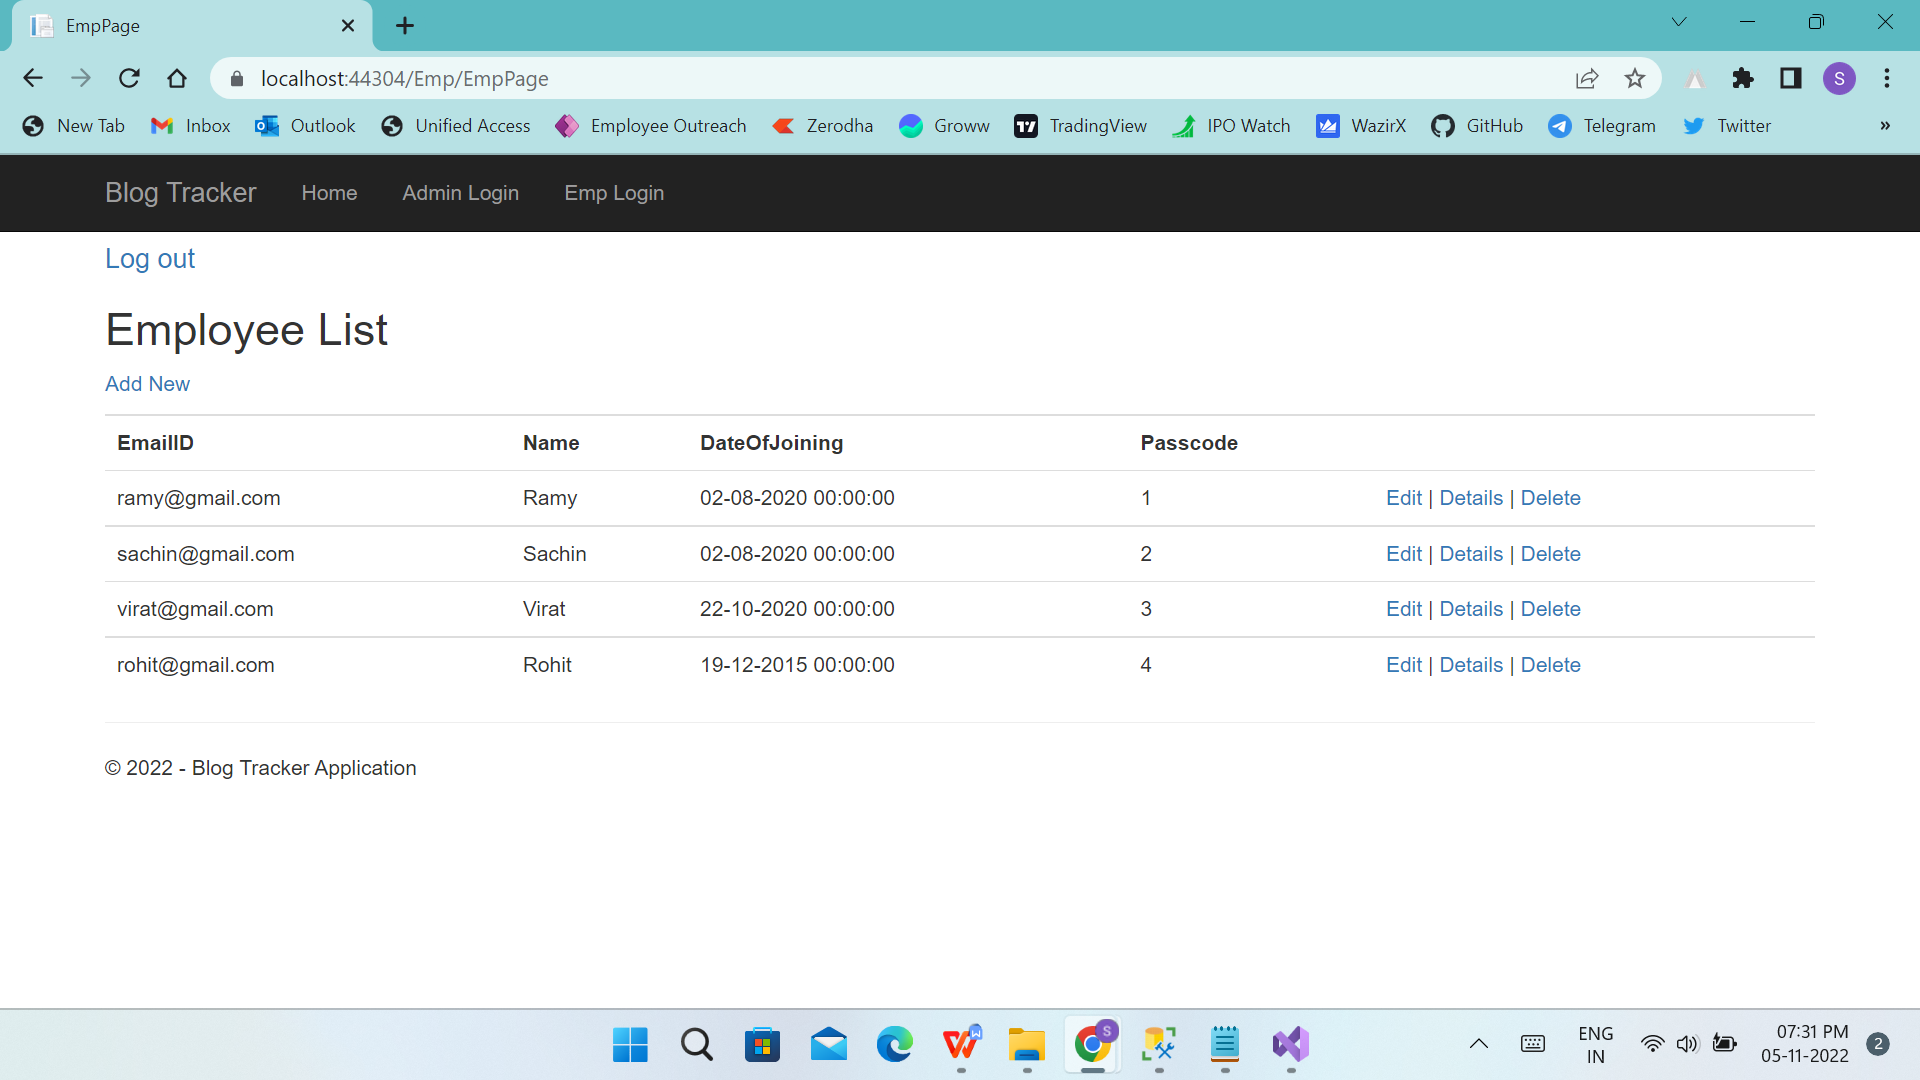 EmpPage
localhost:44304/Emp/EmpPage
S
New Tab Inbox Outlook Unified Access Employee Outreach Zerodha Groww TradingView IPO Watch WazirX GitHub Telegram Twitter »
Blog Tracker Home Admin Login Emp Login
Log out
Employee List
Add New
EmailID Name DateOfJoining Passcode
ramy@gmail.com Ramy 02-08-2020 00:00:00 1 Edit | Details | Delete
sachin@gmail.com Sachin 02-08-2020 00:00:00 2 Edit | Details | Delete
virat@gmail.com Virat 22-10-2020 00:00:00 3 Edit | Details | Delete
rohit@gmail.com Rohit 19-12-2015 00:00:00 4 Edit | Details | Delete
© 2022 - Blog Tracker Application
S
ENG
IN
07:31 PM
05-11-2022
2